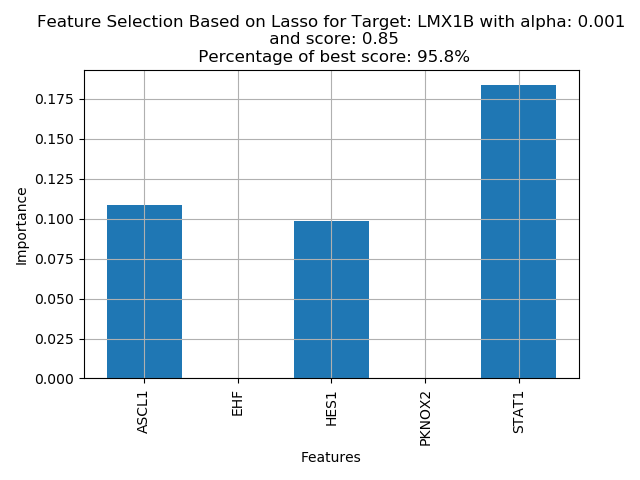 Feature Selection Based on Lasso for Target: LMX1B with alpha: 0.001
and score: 0.85
Percentage of best score: 95.8%
0.175
0.150
0.125
0.100
0.075
0.050
0.025
0.000
Importance
ASCL1
EHF
HES1
PKNOX2
STAT1
Features